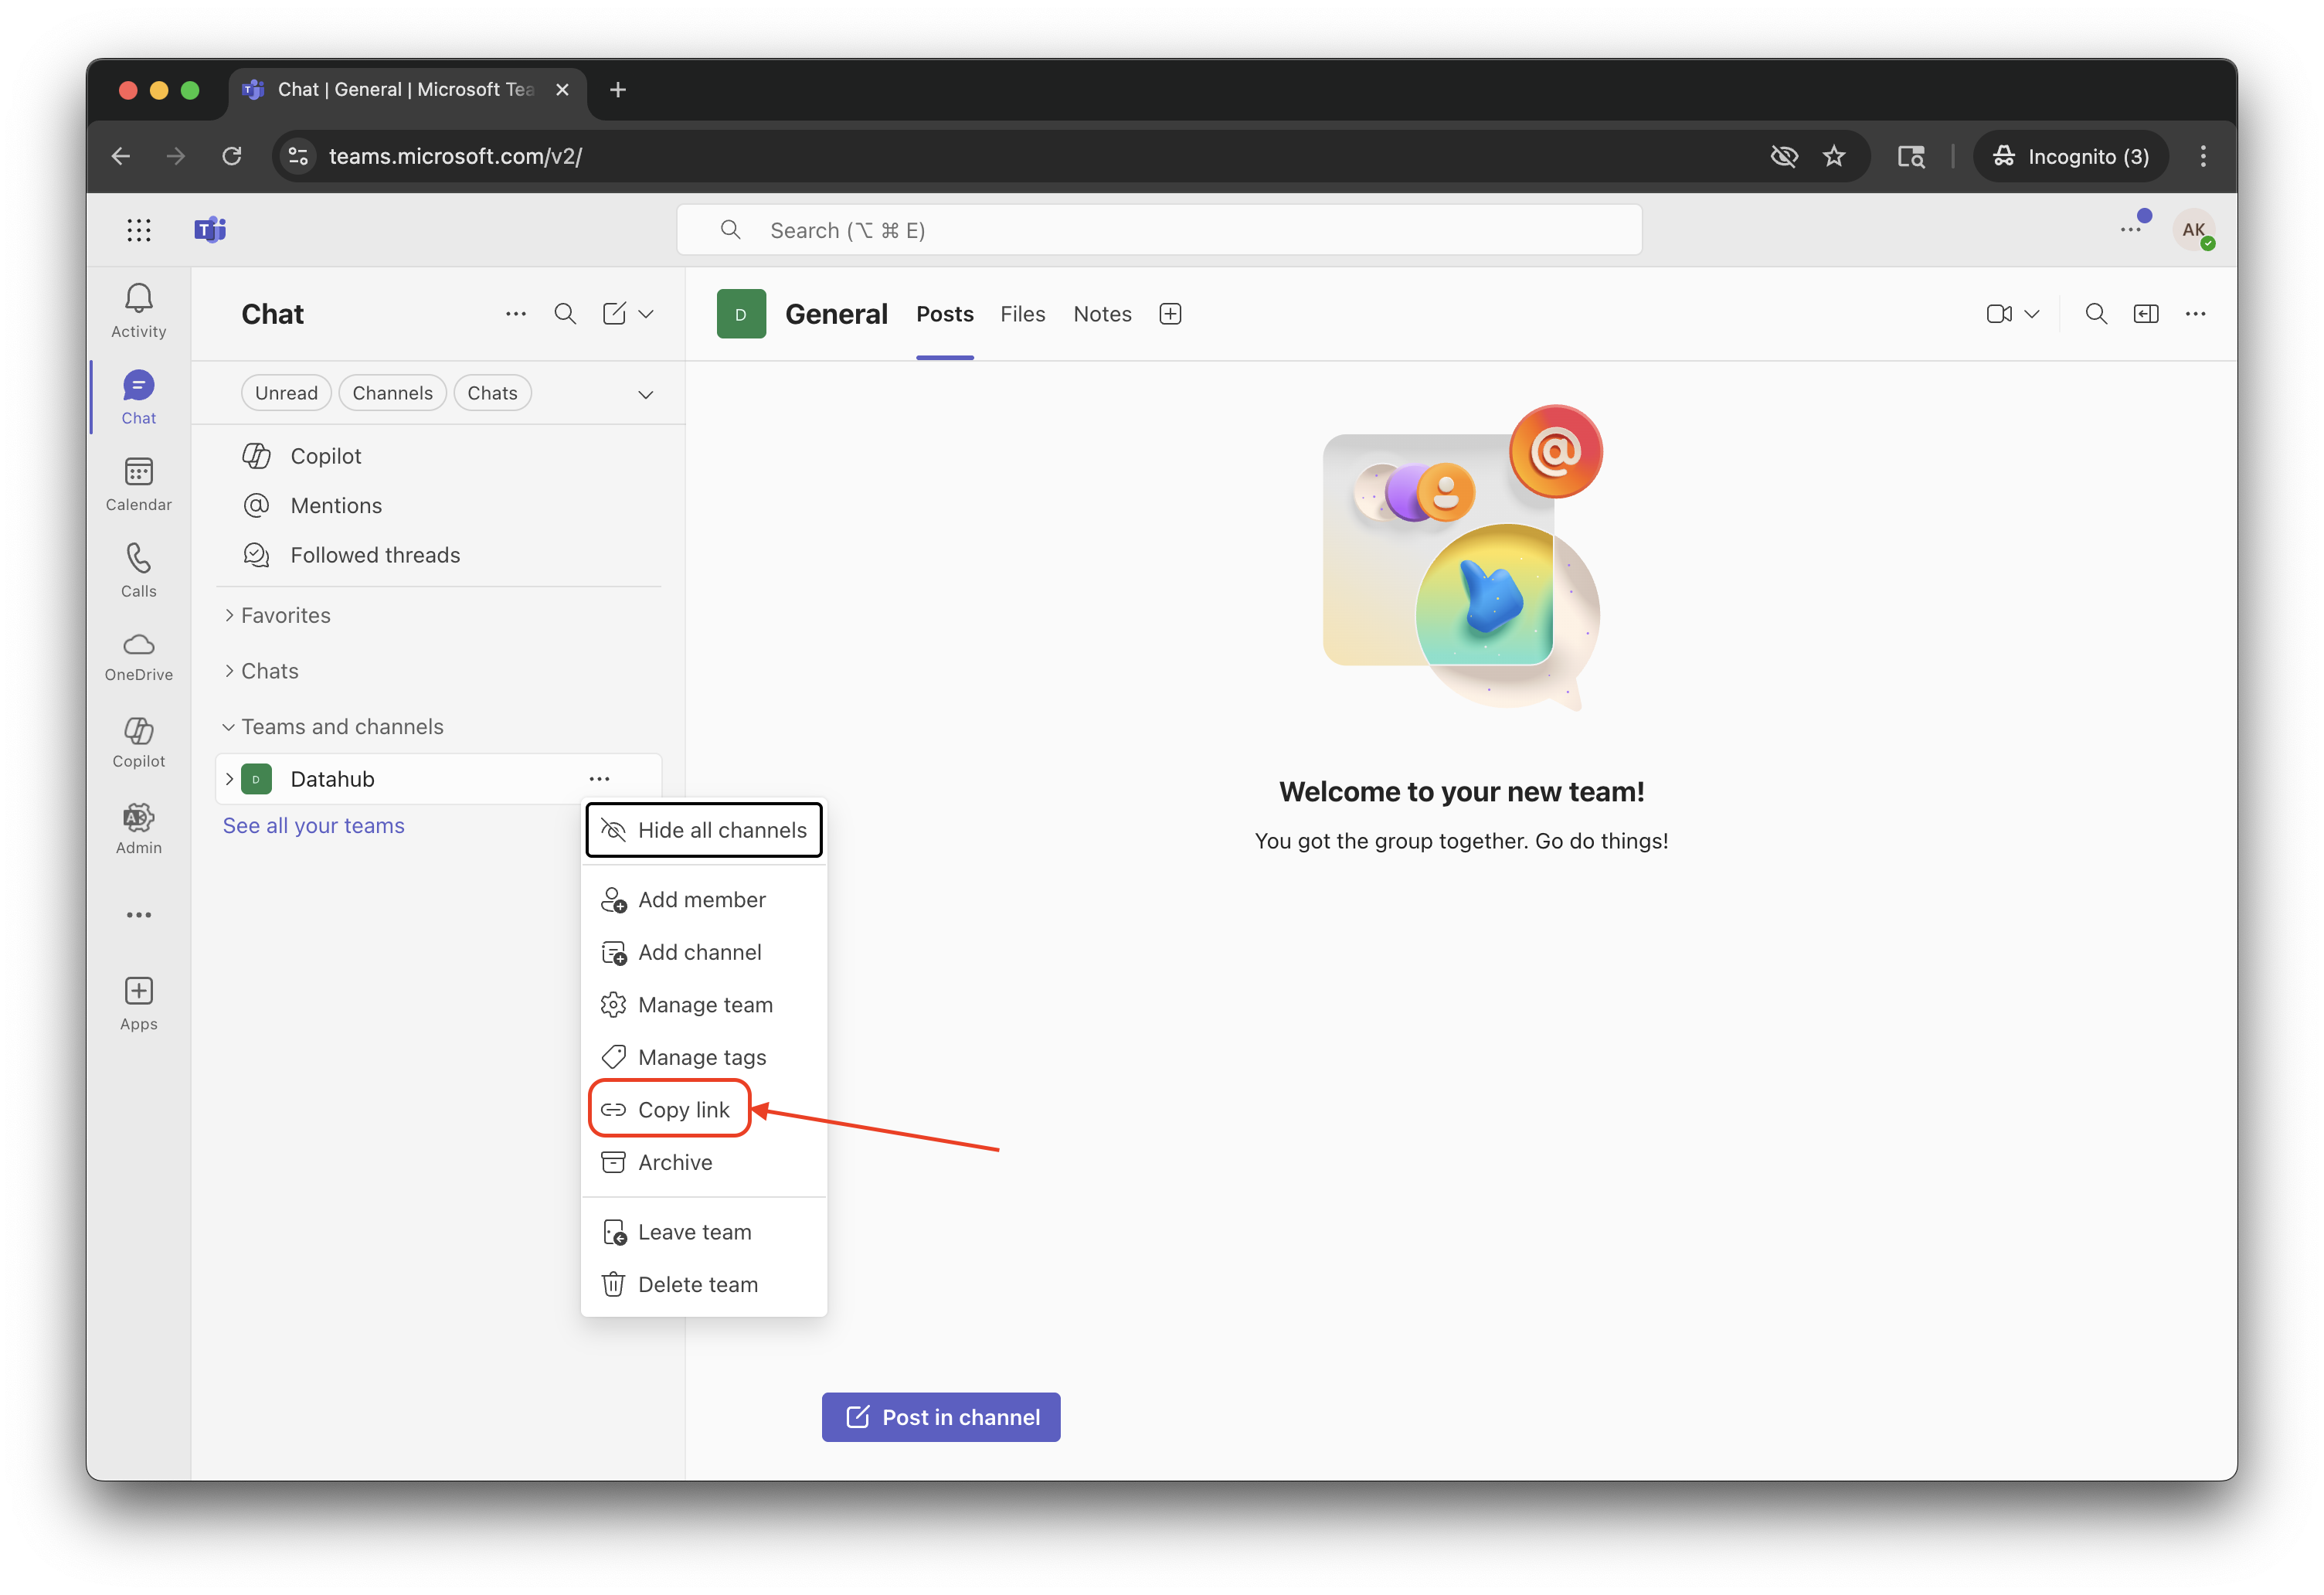 Chat | General | Microsoft Tea
teams.microsoft.com/v2/
Incognito (3)
Search (⌥ ⌘ E)
AK
Activity
Chat
Calendar
Calls
OneDrive
Copilot
Admin
Apps
Chat
Unread
Channels
Chats
Copilot
Mentions
Followed threads
Favorites
Chats
Teams and channels
D
Datahub
See all your teams
Hide all channels
Add member
Add channel
Manage team
Manage tags
Copy link
Archive
Leave team
Delete team
D
General
Posts
Files
Notes
@
Welcome to your new team!
You got the group together. Go do things!
Post in channel